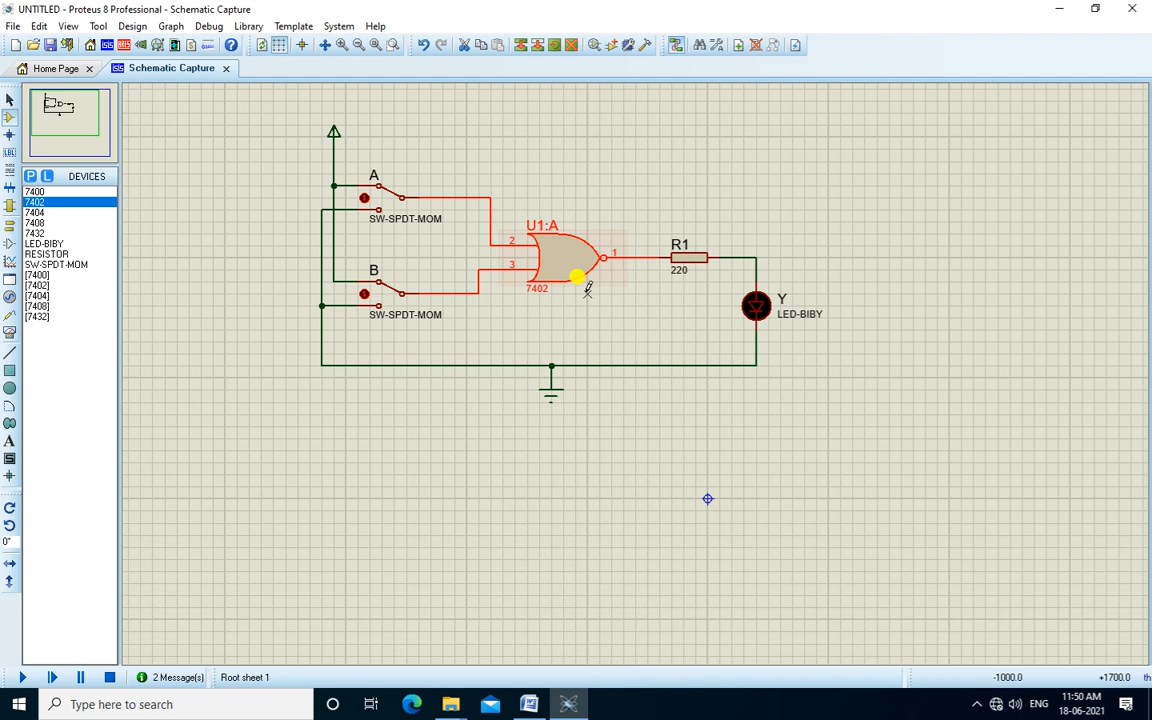 UNTITLED - Proteus 8 Professional - Schematic Capture
File Edit View Tool Design Graph Debug Library Template System Help
Home Page Schematic Capture
P L DEVICES
7400
7402
7404
7408
7432
LED-BIBY
RESISTOR
SW-SPDT-MOM
[7400]
[7402]
[7404]
[7408]
[7432]
LBL
A
0°
A
SW-SPDT-MOM
B
SW-SPDT-MOM
U1:A
2
3
1
7402
R1
220
Y
LED-BIBY
2 Message(s) Root sheet 1 -1000.0 +1700.0 th
Type here to search
ENG
11:50 AM
18-06-2021